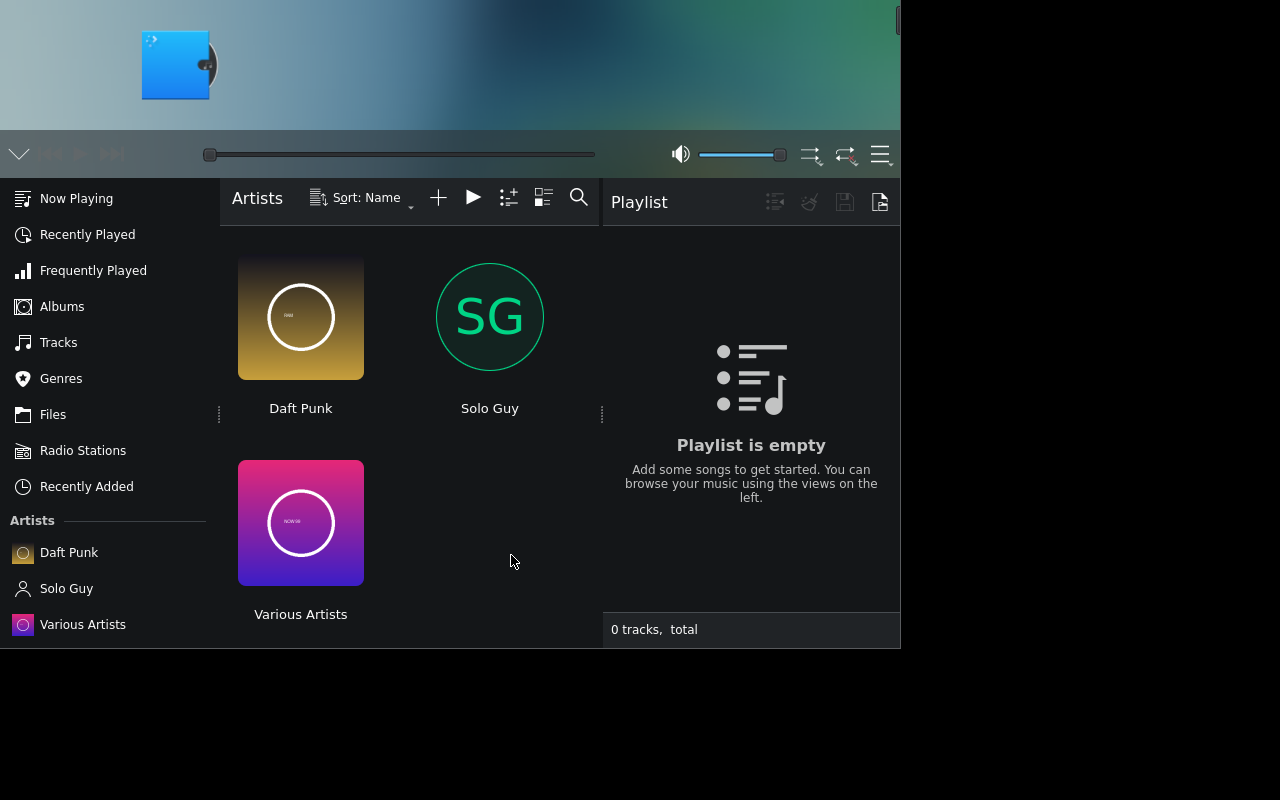 Now Playing
Recently Played
Frequently Played
Albums
Tracks
Genres
Files
Radio Stations
Recently Added
Artists
Daft Punk
Solo Guy
Various Artists
Artists
Sort: Name
SG
Daft Punk
Solo Guy
Various Artists
Playlist
Playlist is empty
Add some songs to get started. You can
browse your music using the views on the
left.
0 tracks,  total